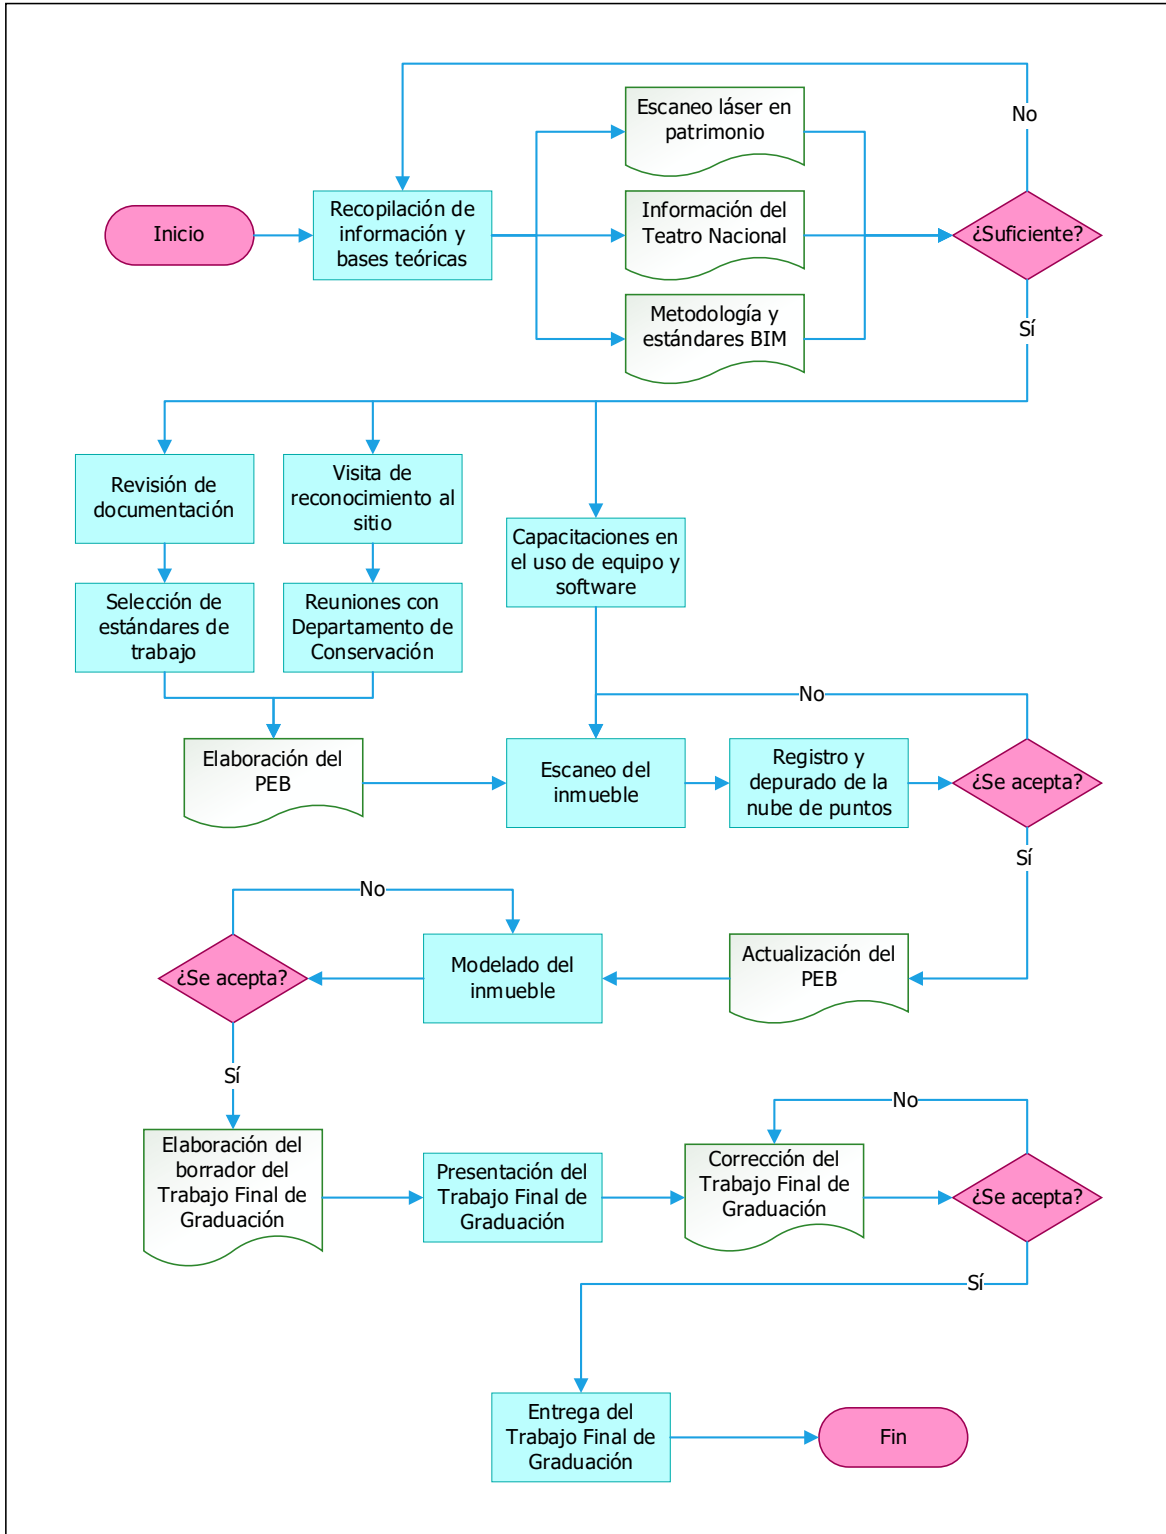 No
Escaneo láser en
patrimonio
Inicio
Recopilación de
información y
bases teóricas
Información del
Teatro Nacional
¿Suficiente?
Metodología y
estándares BIM
Sí
Revisión de
documentación
Visita de
reconocimiento al
sitio
Capacitaciones en
el uso de equipo y
software
Selección de
estándares de
trabajo
Reuniones con
Departamento de
Conservación
No
Elaboración del
PEB
Escaneo del
inmueble
Registro y
depurado de la
nube de puntos
¿Se acepta?
Sí
No
¿Se acepta?
Modelado del
inmueble
Actualización del
PEB
Sí
No
Elaboración del
borrador del
Trabajo Final de
Graduación
Presentación del
Trabajo Final de
Graduación
Corrección del
Trabajo Final de
Graduación
¿Se acepta?
Sí
Entrega del
Trabajo Final de
Graduación
Fin